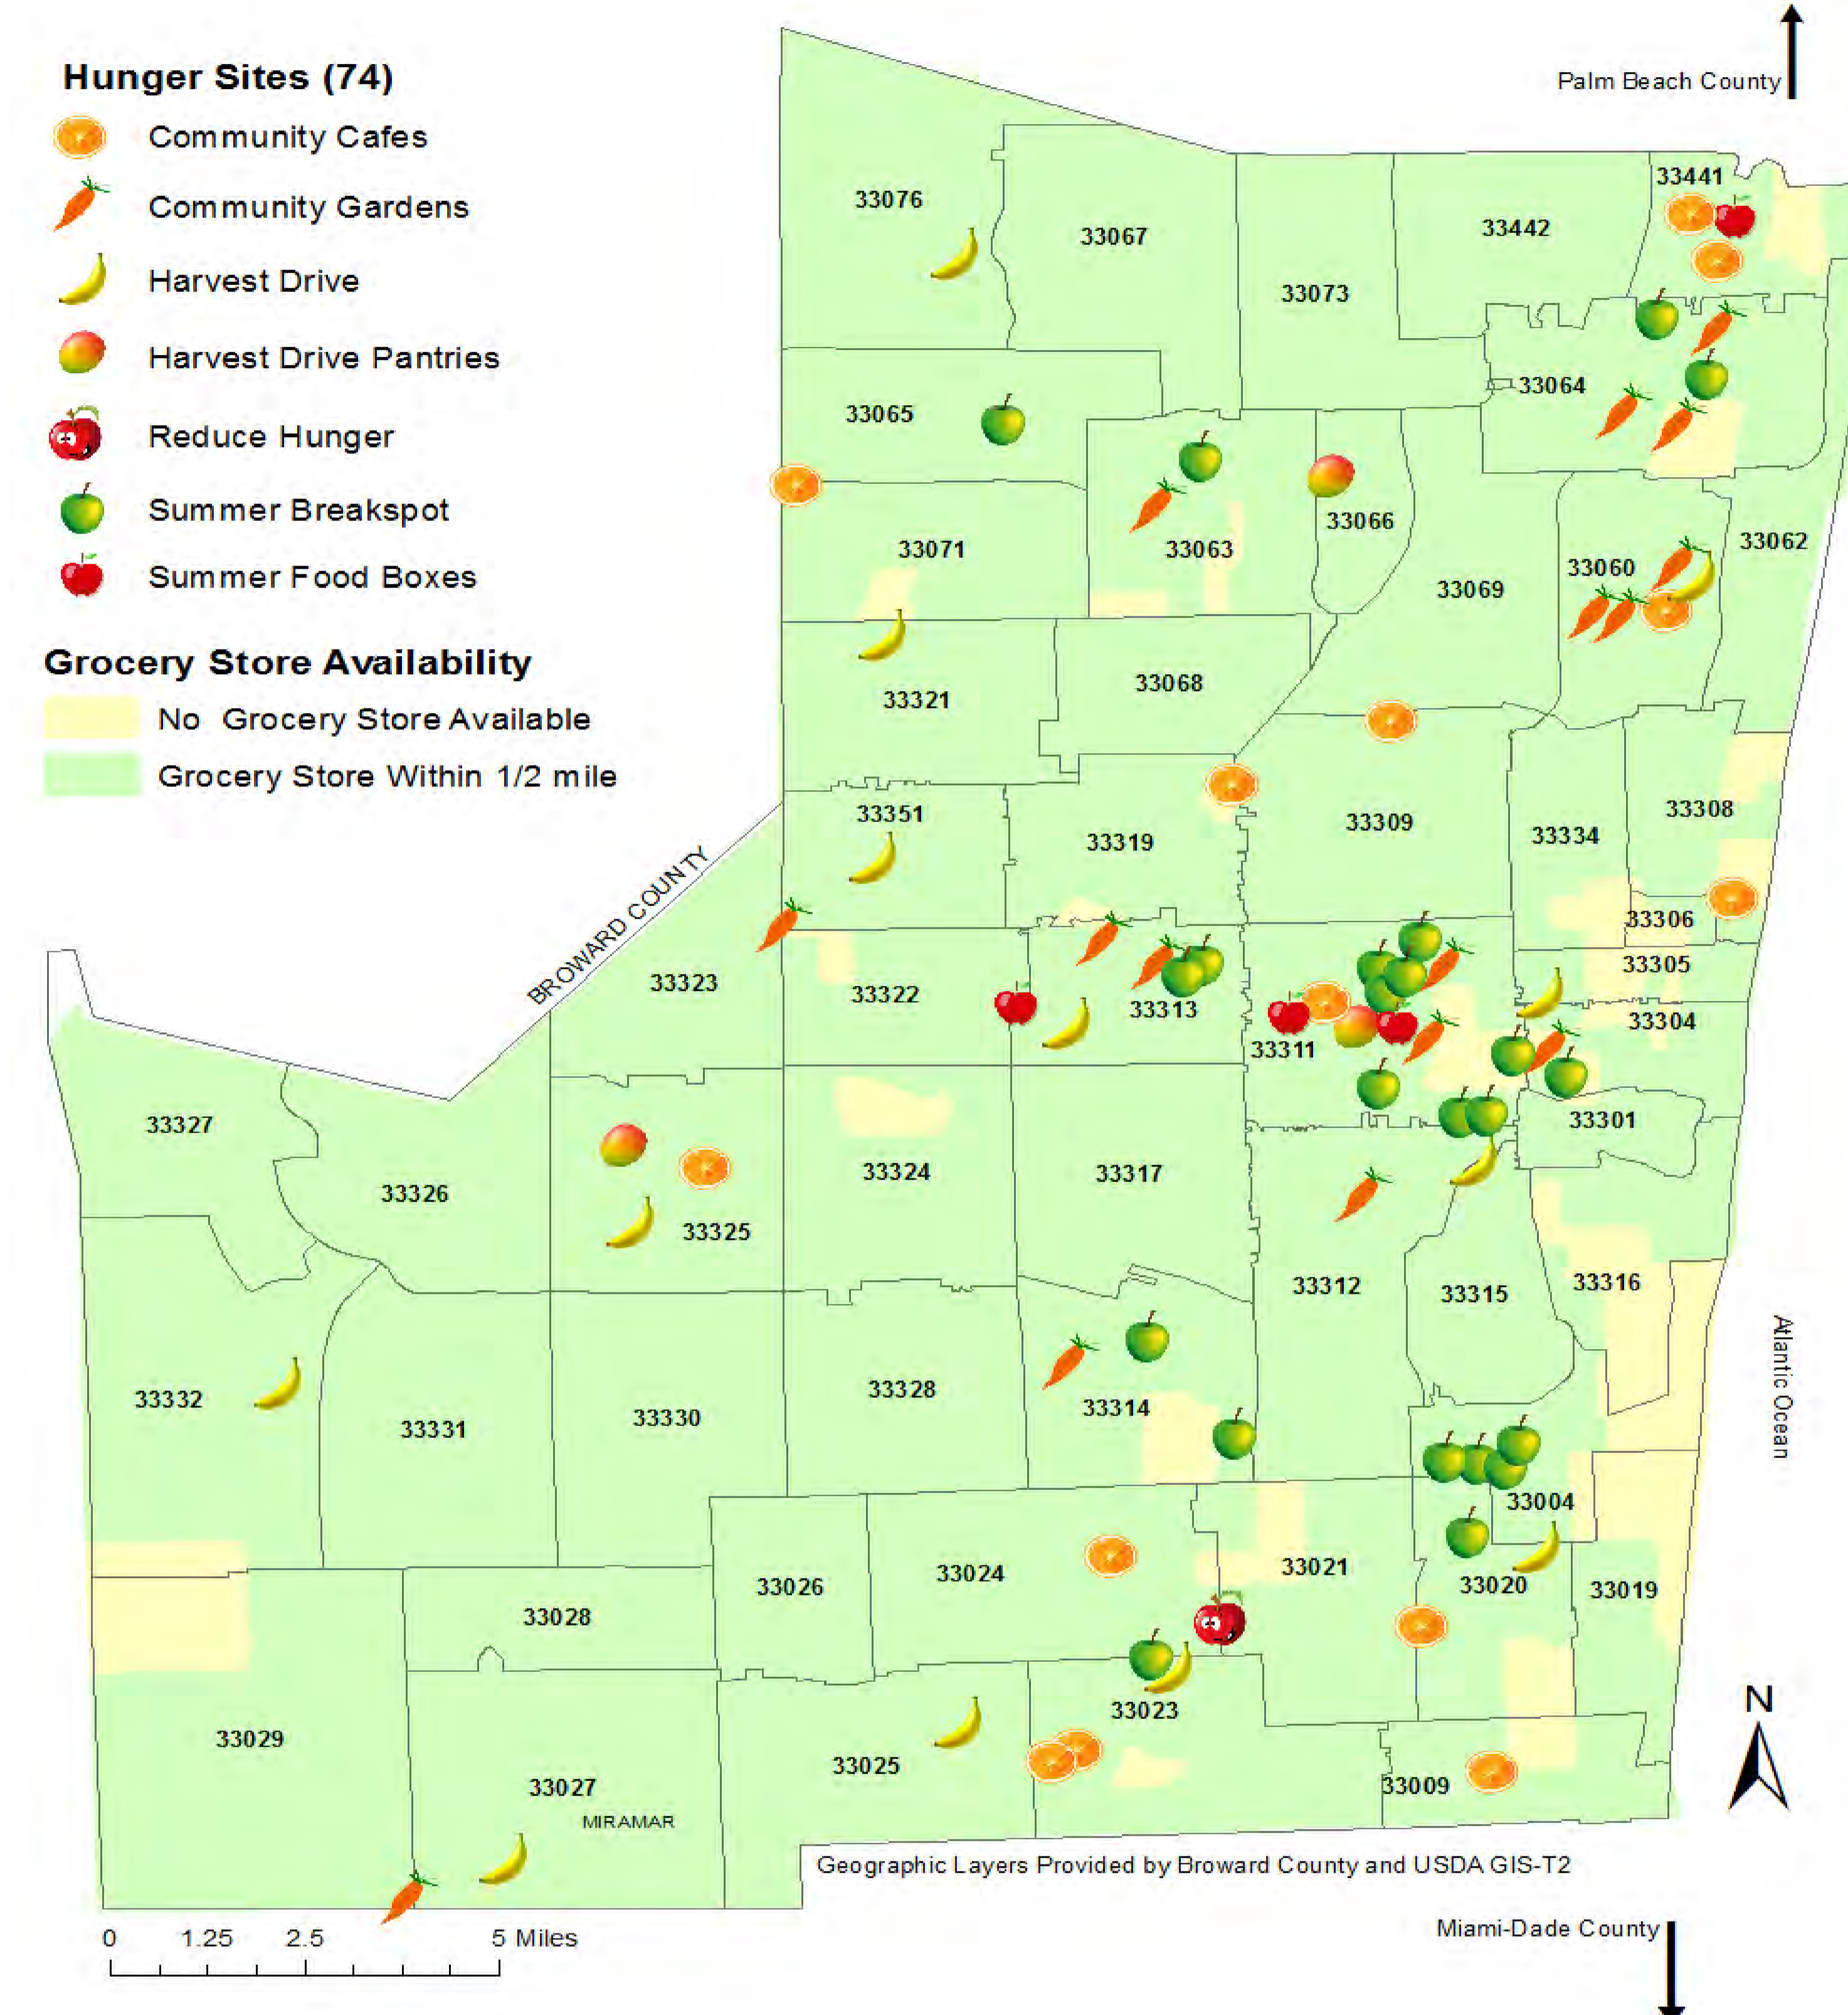 Palm Beach County
Hunger Sites (74)
Community Cafes
Community Gardens
Harvest Drive
Harvest Drive Pantries
Reduce Hunger
Summer Breakspot
Summer Food Boxes
Grocery Store Availability
No Grocery Store Available
Grocery Store Within 1/2 mile
33441
33076
33442
33067
33073
33064
33065
33066
33062
33071
33063
33060
33069
33068
33321
33308
33351
33309
33334
33319
BROWARD COUNTY
33306
33305
33323
33322
33313
33304
33311
33301
33327
33324
33317
33326
33325
33316
33312
33315
Atlantic Ocean
33328
33332
33314
33330
33331
33004
33021
33024
33020
33026
33019
33028
N
33023
33029
33025
33009
33027
MIRAMAR
Geographic Layers Provided by Broward County and USDA GIS-T2
Miami-Dade County
0 1.25 2.5 5 Miles